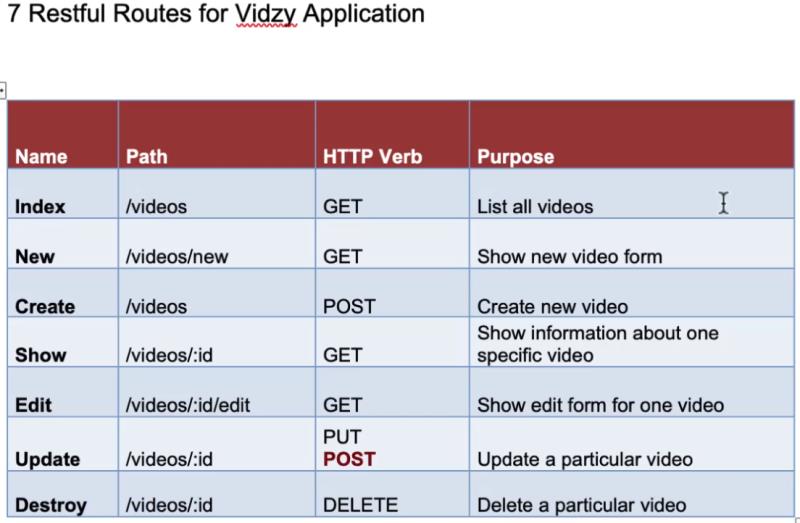 7 Restful Routes for Vidzy Application
Name Path HTTP Verb Purpose
Index /videos GET List all videos
New /videos/new GET Show new video form
Create /videos POST Create new video
Show /videos/:id GET Show information about one
specific video
Edit /videos/:id/edit GET Show edit form for one video
Update /videos/:id PUT
POST Update a particular video
Destroy /videos/:id DELETE Delete a particular video